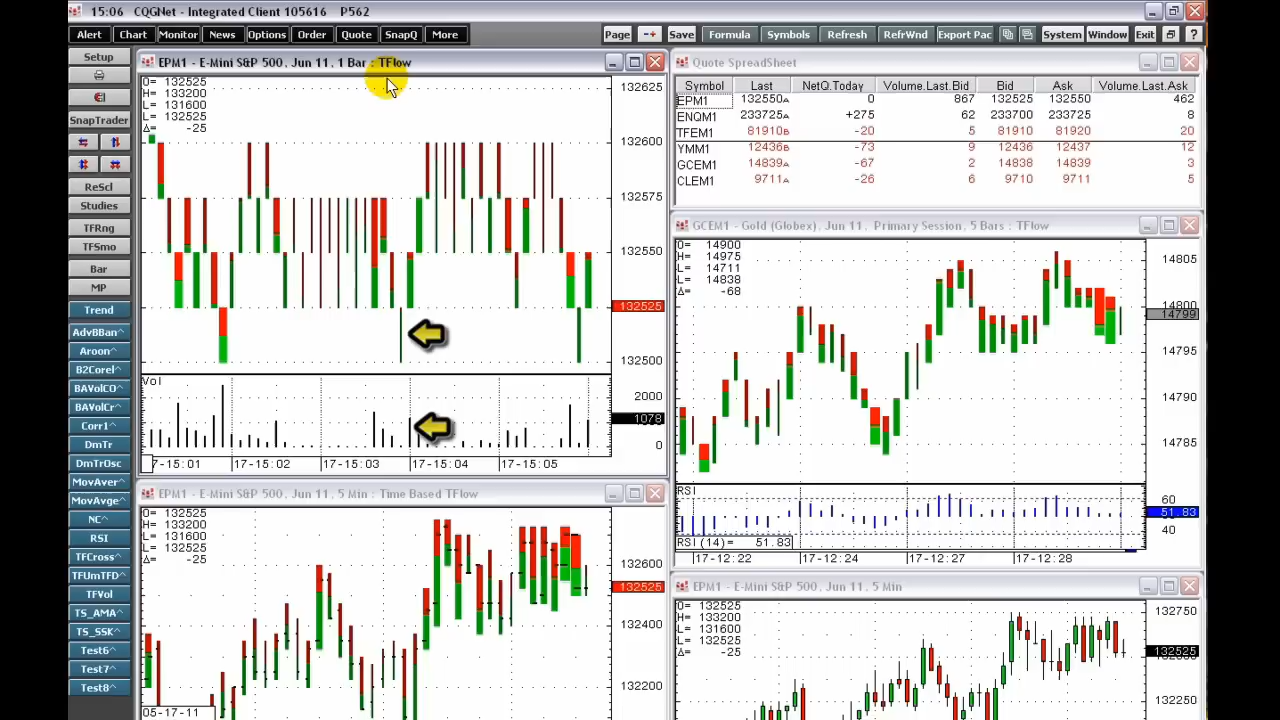 15:06 CQGNet - Integrated Client 105616 P562
Alert Chart Monitor News Options Order Quote SnapQ More Page -+ Save Formula Symbols Refresh RefrWnd Export Pac System Window Exit ?
Setup
SnapTrader
ReScl
Studies
TFRng
TFSmo
Bar
MP
Trend
AdvBBan^
Aroon^
B2Corel^
BAVolCO^
BAVolCr^
Corr1^
DmTr
DmTrOsc
MovAver^
MovAvge^
NC^
RSI
TFCross^
TFUmTFD^
TFVol
TS_AMA^
TS_SSK^
Test6^
Test7^
Test8^
EPM1 - E-Mini S&P 500, Jun 11, 1 Bar : TFlow
O= 132525
H= 133200
L= 131600
L= 132525
Δ= -25
132625
132600
132575
132550
132525
132500
Vol
2000
1078
0
17-15:01 17-15:02 17-15:03 17-15:04 17-15:05
EPM1 - E-Mini S&P 500, Jun 11, 5 Min : Time Based TFlow
O= 132525
H= 133200
L= 131600
L= 132525
Δ= -25
132600
132525
132400
132200
05-17-11
Quote SpreadSheet
Symbol Last NetQ.Today Volume.Last.Bid Bid Ask Volume.Last.Ask
EPM1 132550A 0 867 132525 132550 462
ENQM1 233725A +275 62 233700 233725 8
TFEM1 81910B -20 5 81910 81920 20
YMM1 12436B -73 9 12436 12437 12
GCEM1 14839A -67 2 14838 14839 3
CLEM1 9711A -26 6 9710 9711 5
GCEM1 - Gold (Globex), Jun 11, Primary Session, 5 Bars : TFlow
O= 14900
H= 14975
L= 14711
L= 14838
Δ= -68
14805
14800
14799
14795
14790
14785
RSI
60
51.83
40
RSI (14)= 51.83
17-12:22 17-12:24 17-12:27 17-12:28
EPM1 - E-Mini S&P 500, Jun 11, 5 Min
O= 132525
H= 133200
L= 131600
L= 132525
Δ= -25
132750
132525
132250